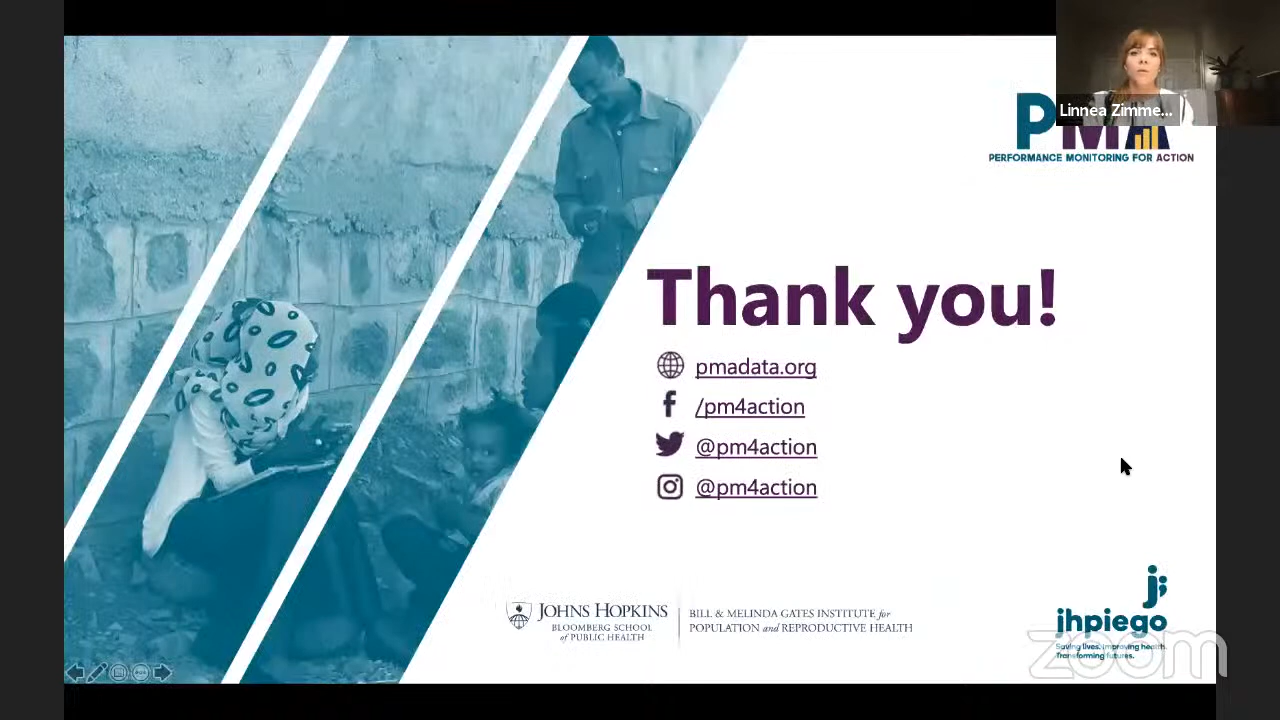 Linnea Zimme...
PMA
PERFORMANCE MONITORING FOR ACTION
Thank you!
pmadata.org
/pm4action
@pm4action
@pm4action
JOHNS HOPKINS
BLOOMBERG SCHOOL
of PUBLIC HEALTH
BILL & MELINDA GATES INSTITUTE for
POPULATION and REPRODUCTIVE HEALTH
jhpiego
Saving lives. Improving health.
Transforming futures.
zoom